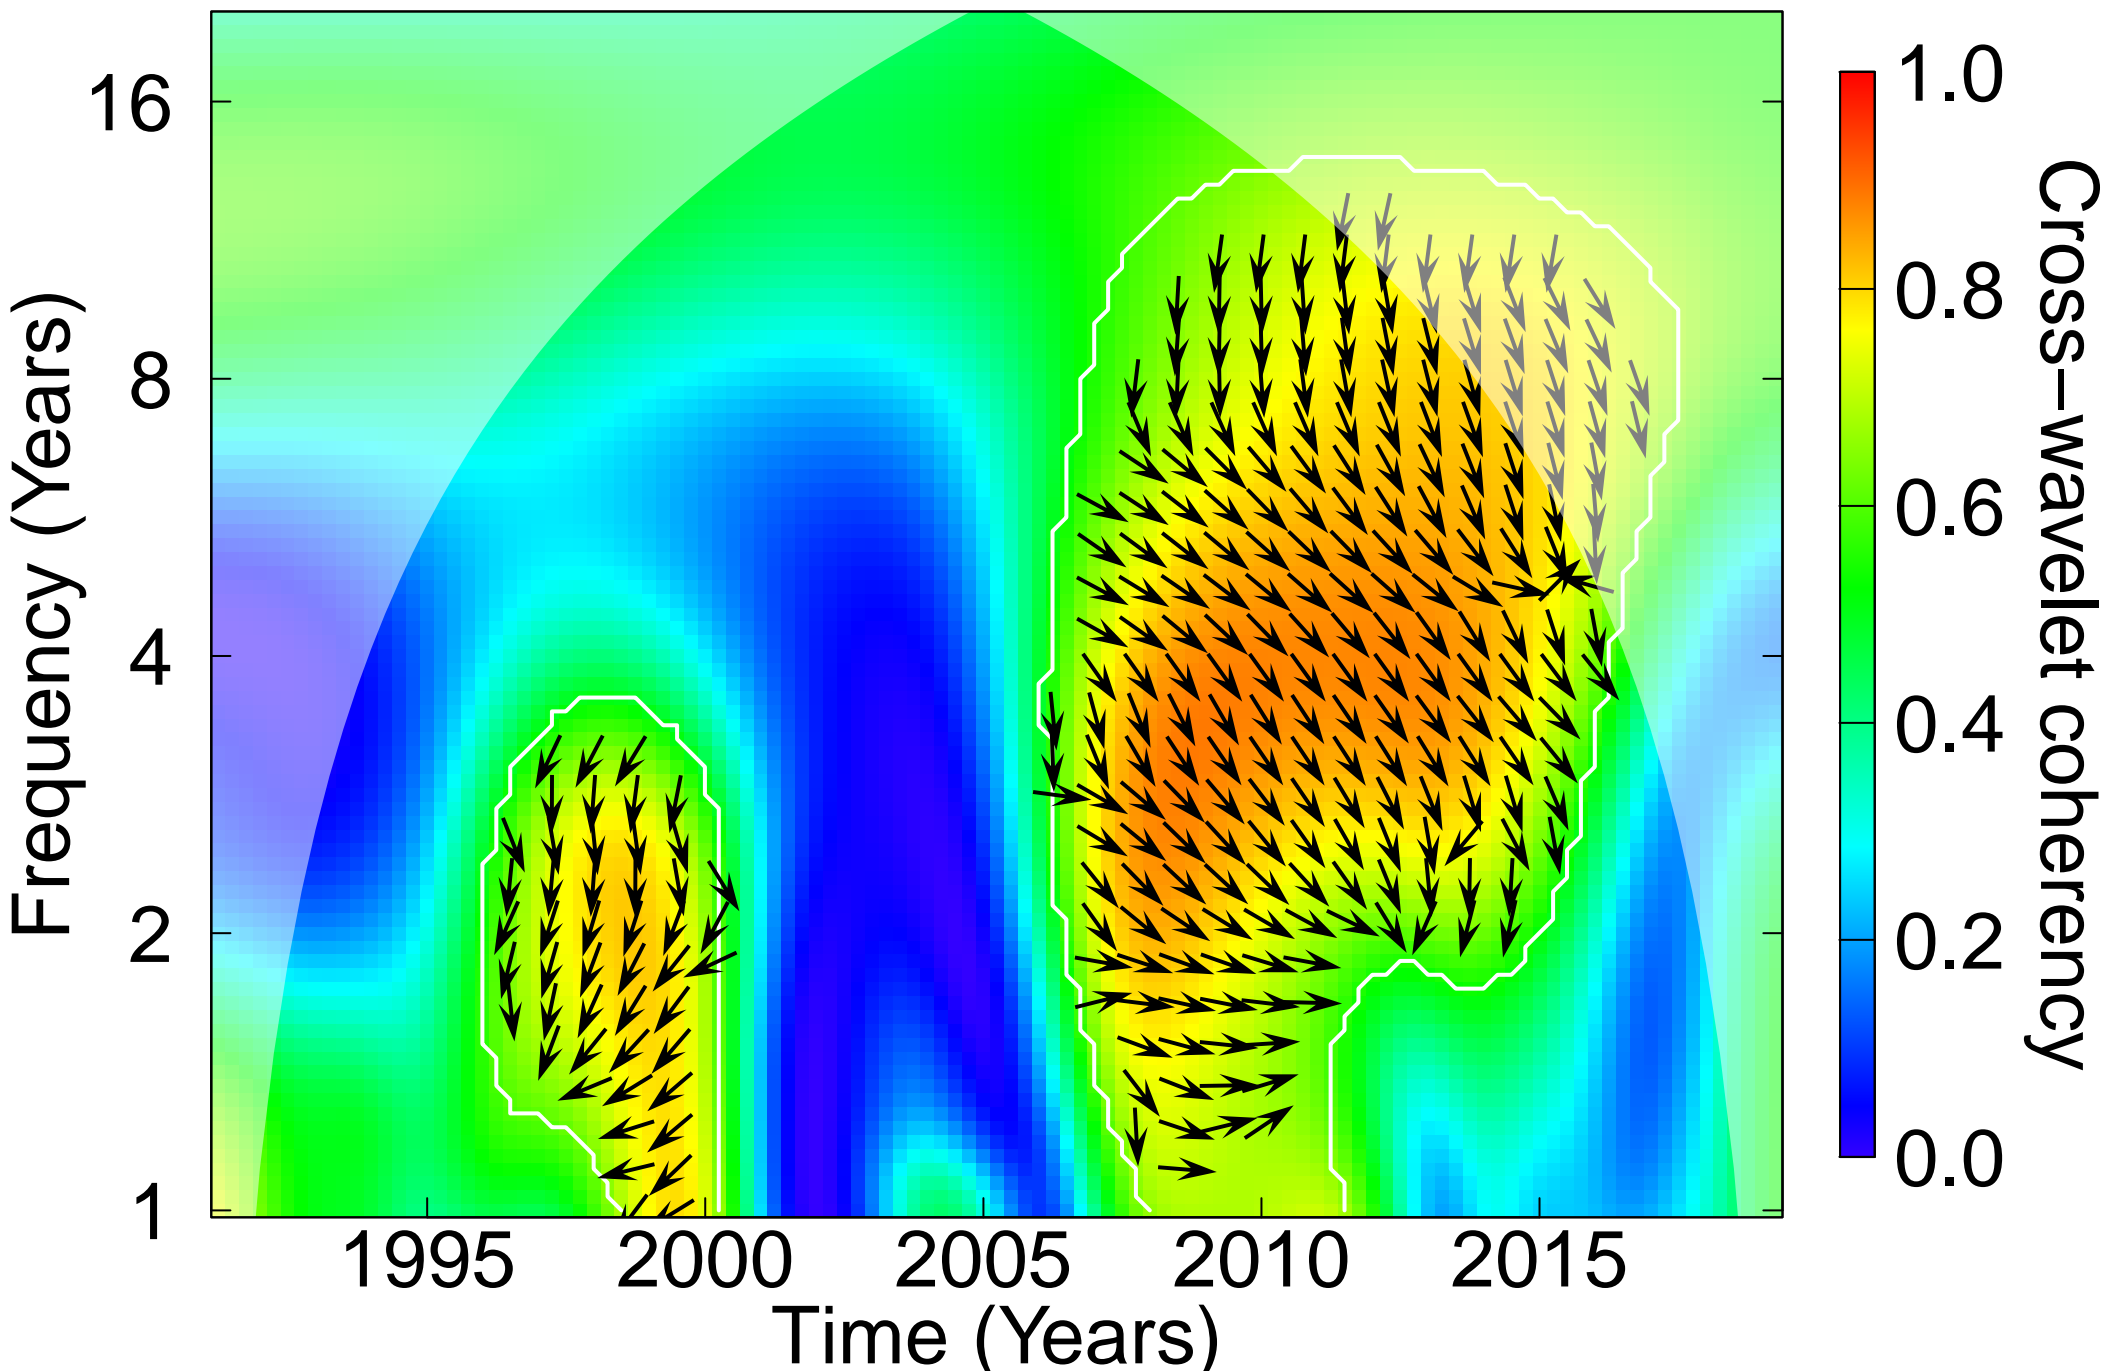 Frequency (Years)
16
8
4
2
1
1995 2000 2005 2010 2015
Time (Years)
1.0
0.8
0.6
0.4
0.2
0.0
Cross−wavelet coherency